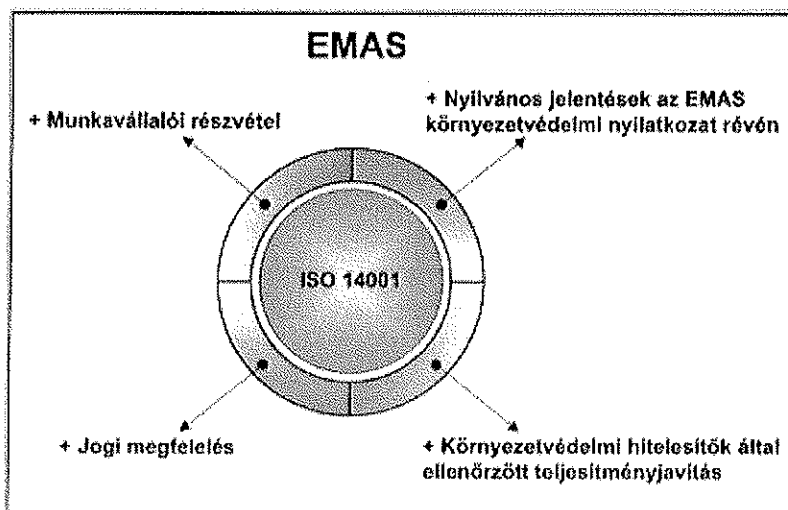 EMAS
+ Munkavállalói részvétel
+ Nyilvános jelentések az EMAS
környezetvédelmi nyilatkozat révén
ISO 14001
+ Jogi megfelelés
+ Környezetvédelmi hitelesítők által
ellenőrzött teljesítményjavítás